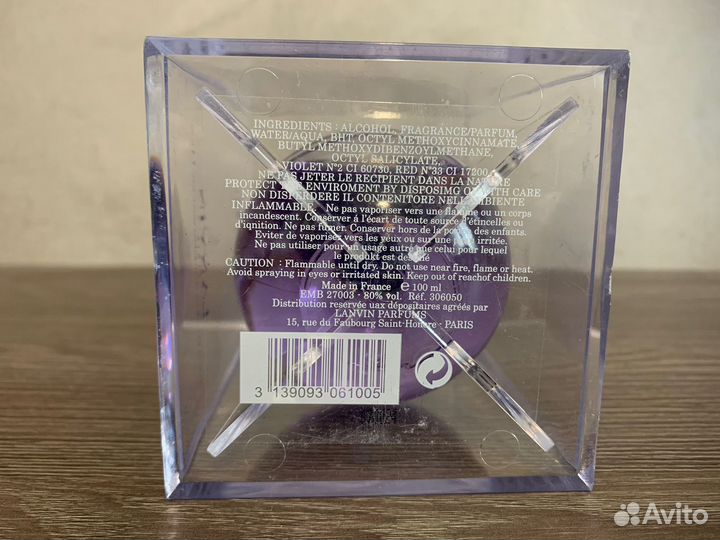 INGREDIENTS : ALCOHOL, FRAGRANCE/PARFUM,
WATER/AQUA, BHT, OCTYL METHOXYCINNAMATE,
BUTYL METHOXYDIBENZOYLMETHANE,
OCTYL SALICYLATE,
VIOLET N°2 CI 60730, RED N°33 CI 17200
NE PAS JETER LE RECIPIENT DANS LA NATURE
PROTECT THE ENVIROMENT BY DISPOSIMG OF WITH CARE
NON DISPERDERE IL CONTENITORE NELL'AMBIENTE
INFLAMMABLE : Ne pas vaporiser vers une flamme ou un corps
incandescent. Conserver à l'écart de toute source d'étincelles ou
d'ignition. Ne pas fumer. Conserver hors de la portée des enfants.
Eviter de vaporiser vers les yeux ou sur une peau irritée.
Ne pas utiliser pour un usage autre que celui pour lequel
le produkt est destiné
CAUTION : Flammable until dry. Do not use near fire, flame or heat.
Avoid spraying in eyes or irritated skin. Keep out of reachof rechildren.
Made in France ℮ 100 ml
EMB 27003 - 80% vol. Réf. 306050
Distribution reservée uax dépositaires agréés par
LANVIN PARFUMS
15, rue du Faubourg Saint-Honore - PARIS
3 139093 061005
Avito